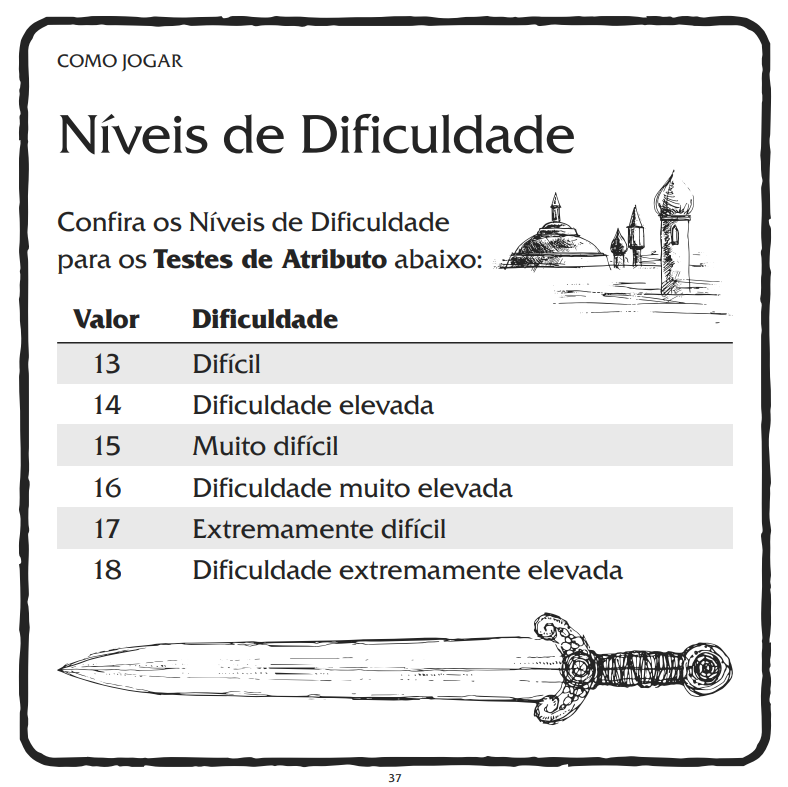 COMO JOGAR
Níveis de Dificuldade
Confira os Níveis de Dificuldade
para os Testes de Atributo abaixo:
Valor Dificuldade
13 Difícil
14 Dificuldade elevada
15 Muito difícil
16 Dificuldade muito elevada
17 Extremamente difícil
18 Dificuldade extremamente elevada
37